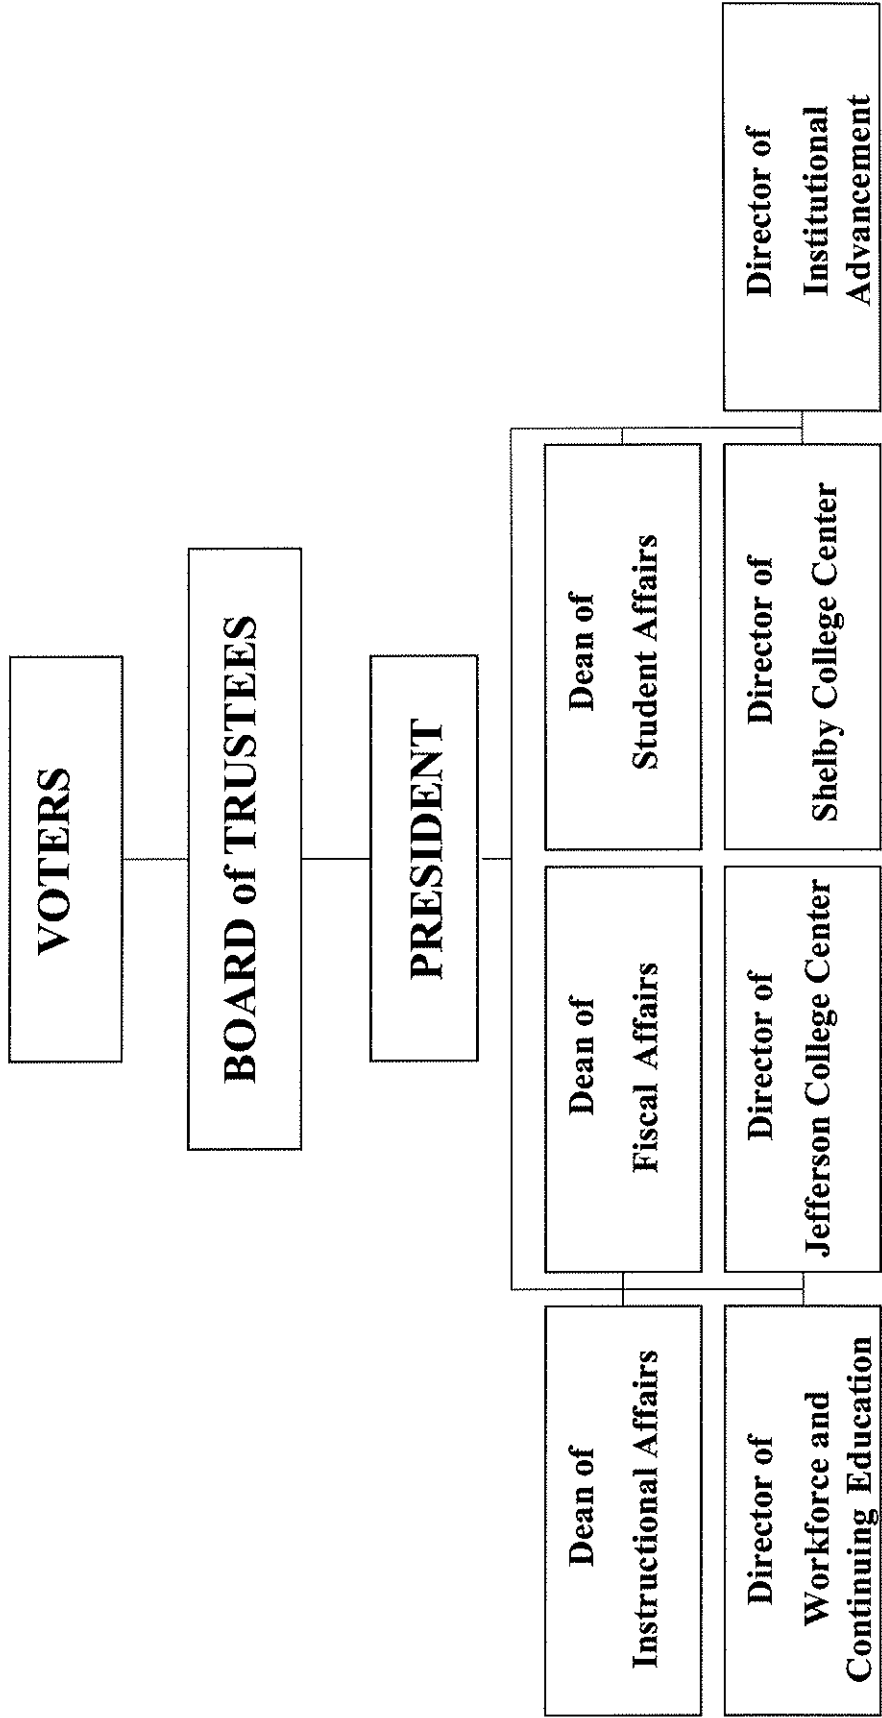 VOTERS
BOARD of TRUSTEES
PRESIDENT
Dean of
Instructional Affairs
Dean of
Fiscal Affairs
Dean of
Student Affairs
Director of
Workforce and
Continuing Education
Director of
Jefferson College Center
Director of
Shelby College Center
Director of
Institutional
Advancement